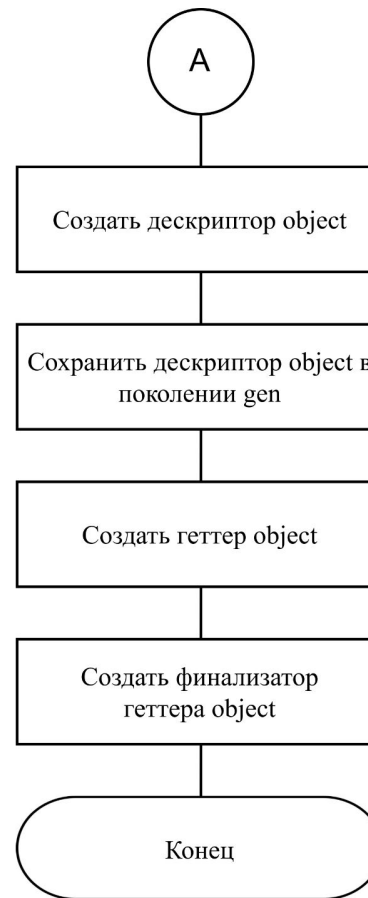 A
Создать дескриптор object
Сохранить дескриптор object в
поколении gen
Создать геттер object
Создать финализатор
геттера object
Конец